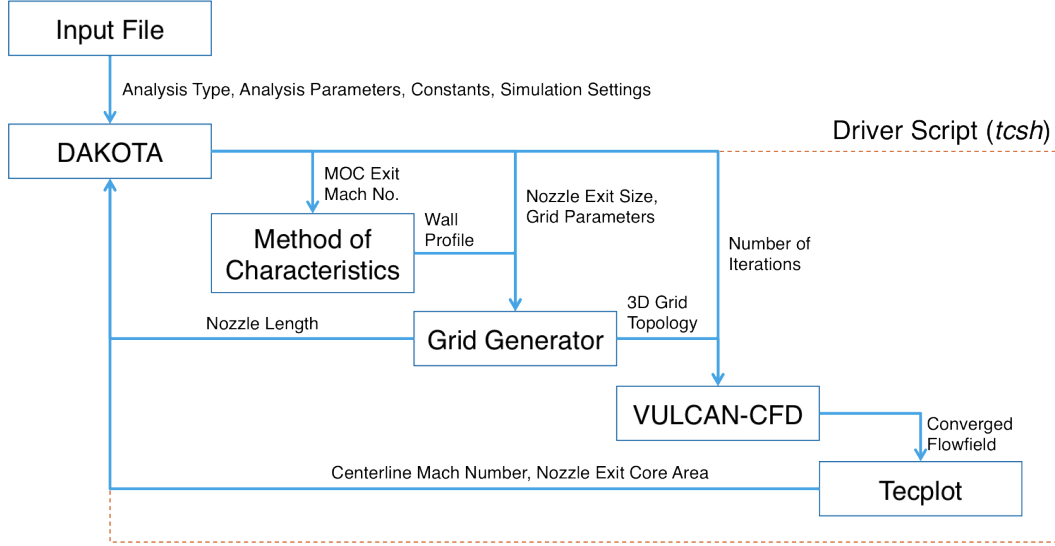 Input File
Analysis Type, Analysis Parameters, Constants, Simulation Settings
Driver Script (tcsh)
DAKOTA
MOC Exit
Mach No.
Nozzle Exit Size,
Grid Parameters
Wall
Profile
Method of
Characteristics
Number of
Iterations
3D Grid
Topology
Nozzle Length
Grid Generator
VULCAN-CFD
Converged
Flowfield
Centerline Mach Number, Nozzle Exit Core Area
Tecplot